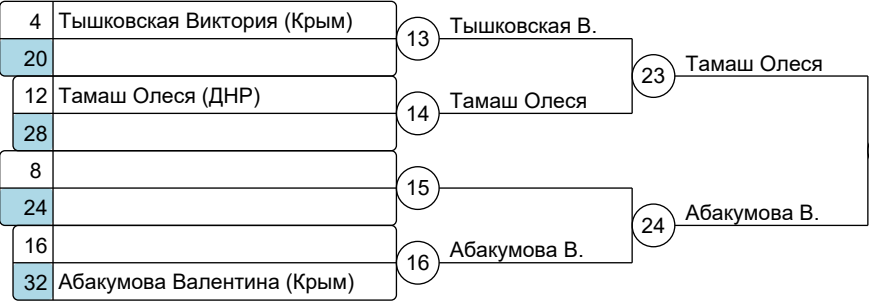 4 Тышковская Виктория (Крым)
13 Тышковская В.
20
23 Тамаш Олеся
12 Тамаш Олеся (ДНР)
14 Тамаш Олеся
28
8
15
24
24 Абакумова В.
16
16 Абакумова В.
32 Абакумова Валентина (Крым)